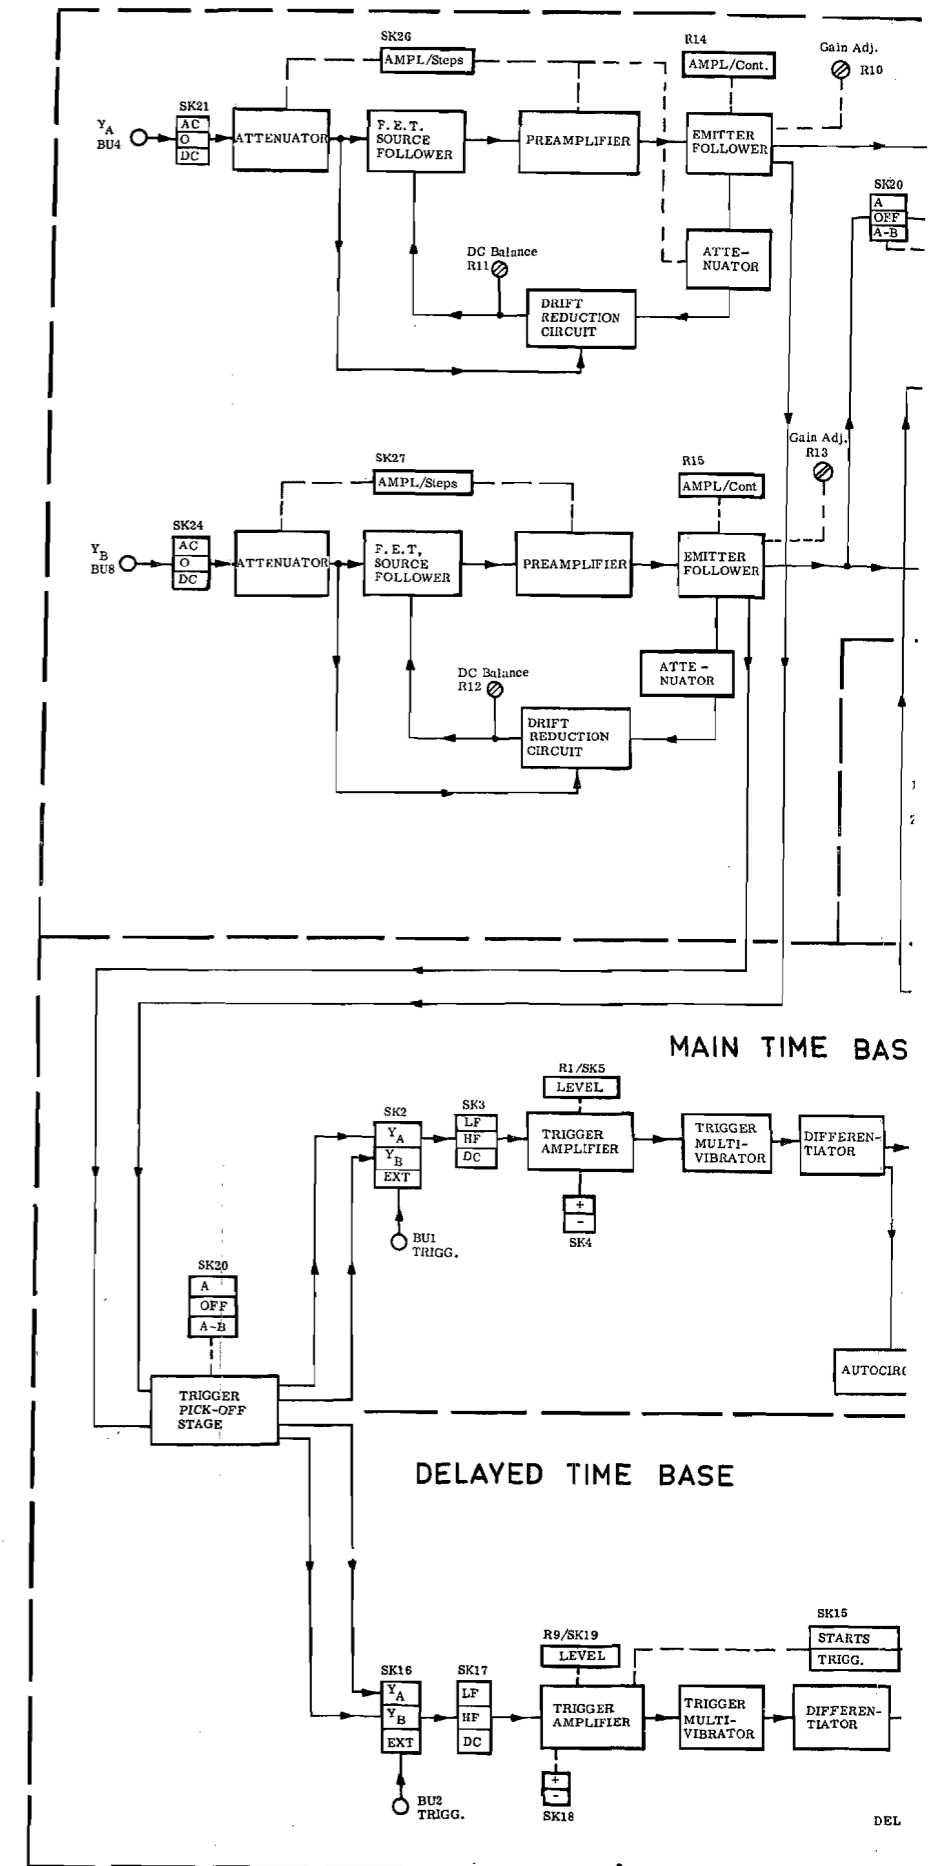 SK26
AMPL/Steps
R14
AMPL/Cont.
Gain Adj.
R10
SK21
AC
O
DC
YA
BU4
ATTENUATOR
F.E.T.
SOURCE
FOLLOWER
PREAMPLIFIER
EMITTER
FOLLOWER
SK20
A
OFF
A-B
ATTE-
NUATOR
DC Balance
R11
DRIFT
REDUCTION
CIRCUIT
Gain Adj.
R13
SK27
AMPL/Steps
R15
AMPL/Cont
SK24
AC
O
DC
YB
BU8
ATTENUATOR
F.E.T,
SOURCE
FOLLOWER
PREAMPLIFIER
EMITTER
FOLLOWER
ATTE-
NUATOR
DC Balance
R12
DRIFT
REDUCTION
CIRCUIT
2
MAIN TIME BAS
R1/SK5
LEVEL
SK2
YA
YB
EXT
SK3
LF
HF
DC
TRIGGER
AMPLIFIER
TRIGGER
MULTI-
VIBRATOR
DIFFEREN-
TIATOR
+
-
SK4
BU1
TRIGG.
SK20
A
OFF
A-B
AUTOCIRC
TRIGGER
PICK-OFF
STAGE
DELAYED TIME BASE
SK15
STARTS
TRIGG.
R9/SK19
LEVEL
SK16
YA
YB
EXT
SK17
LF
HF
DC
TRIGGER
AMPLIFIER
TRIGGER
MULTI-
VIBRATOR
DIFFEREN-
TIATOR
+
-
SK18
BU2
TRIGG.
DEL